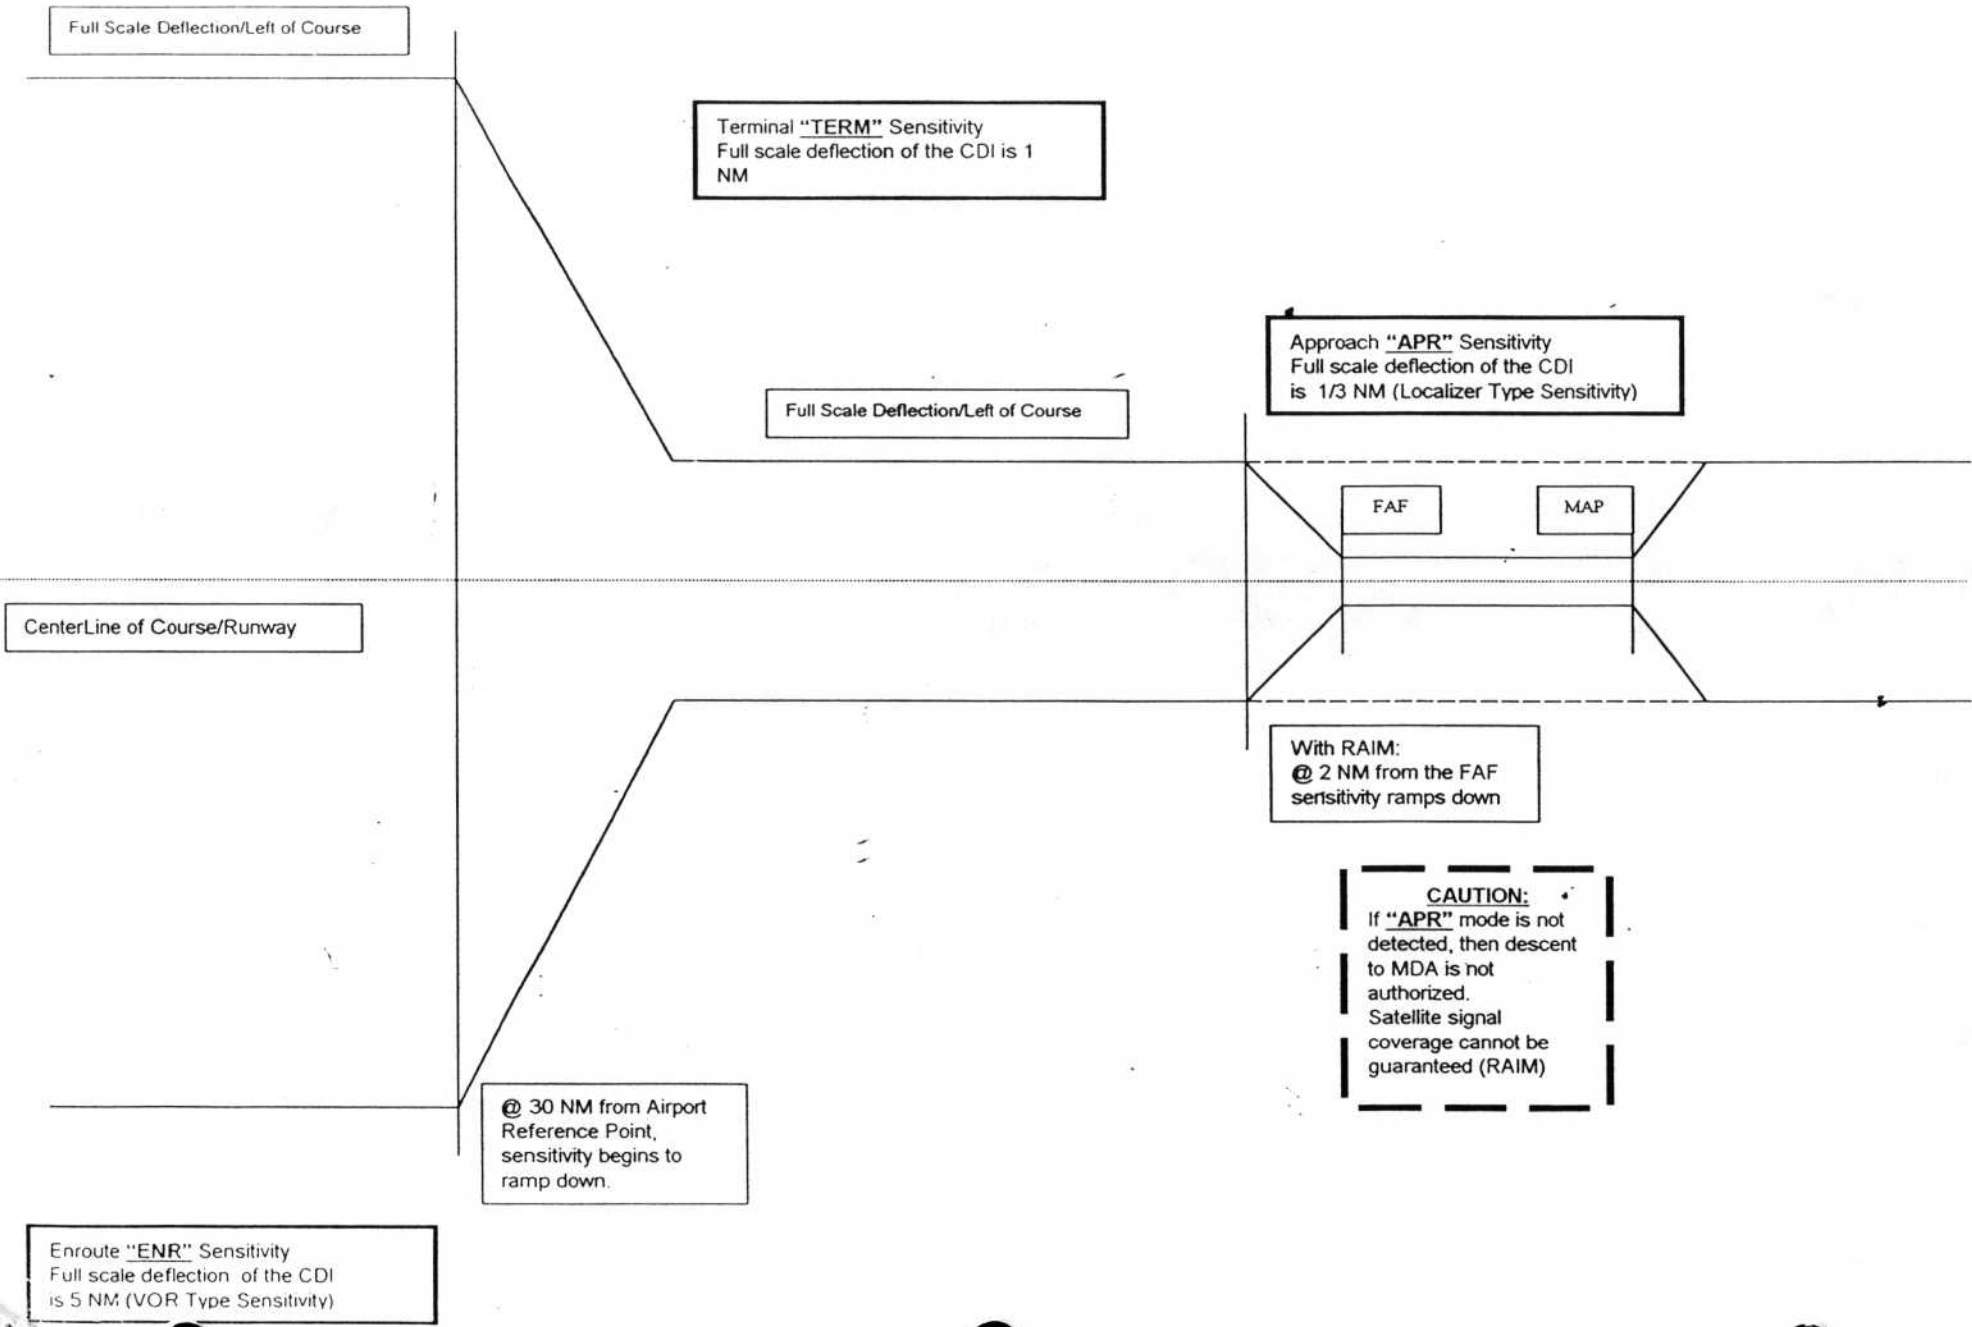 Full Scale Deflection/Left of Course
Terminal "TERM" Sensitivity
Full scale deflection of the CDI is 1
NM
Approach "APR" Sensitivity
Full scale deflection of the CDI
is 1/3 NM (Localizer Type Sensitivity)
Full Scale Deflection/Left of Course
FAF
MAP
CenterLine of Course/Runway
With RAIM:
@ 2 NM from the FAF
sensitivity ramps down
CAUTION:
If "APR" mode is not
detected, then descent
to MDA is not
authorized.
Satellite signal
coverage cannot be
guaranteed (RAIM)
@ 30 NM from Airport
Reference Point,
sensitivity begins to
ramp down.
Enroute "ENR" Sensitivity
Full scale deflection of the CDI
is 5 NM (VOR Type Sensitivity)